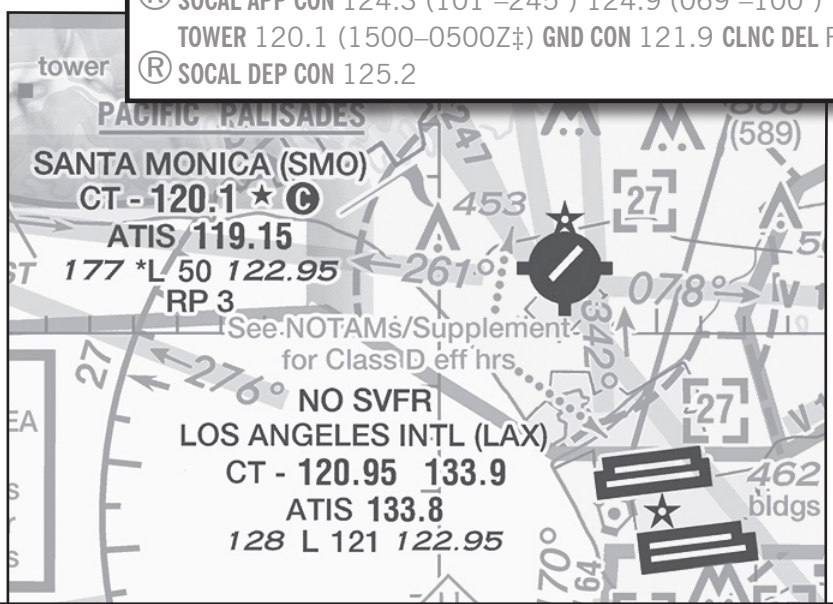 Ⓡ SOCAL APP CON 124.3 (101°–245°) 124.9 (069°–100°)
TOWER 120.1 (1500–0500Z‡) GND CON 121.9 CLNC DEL
Ⓡ SOCAL DEP CON 125.2
tower
PACIFIC PALISADES
SANTA MONICA (SMO)
CT - 120.1 ★ C
ATIS 119.15
177 *L 50 122.95
RP 3
See NOTAMs/Supplement
for Class D eff hrs
247
453
27
(589)
261°
078°
V 1
342°
27
276°
NO SVFR
LOS ANGELES INTL (LAX)
CT - 120.95 133.9
ATIS 133.8
128 L 121 122.95
27
V 1
462
bldgs
64